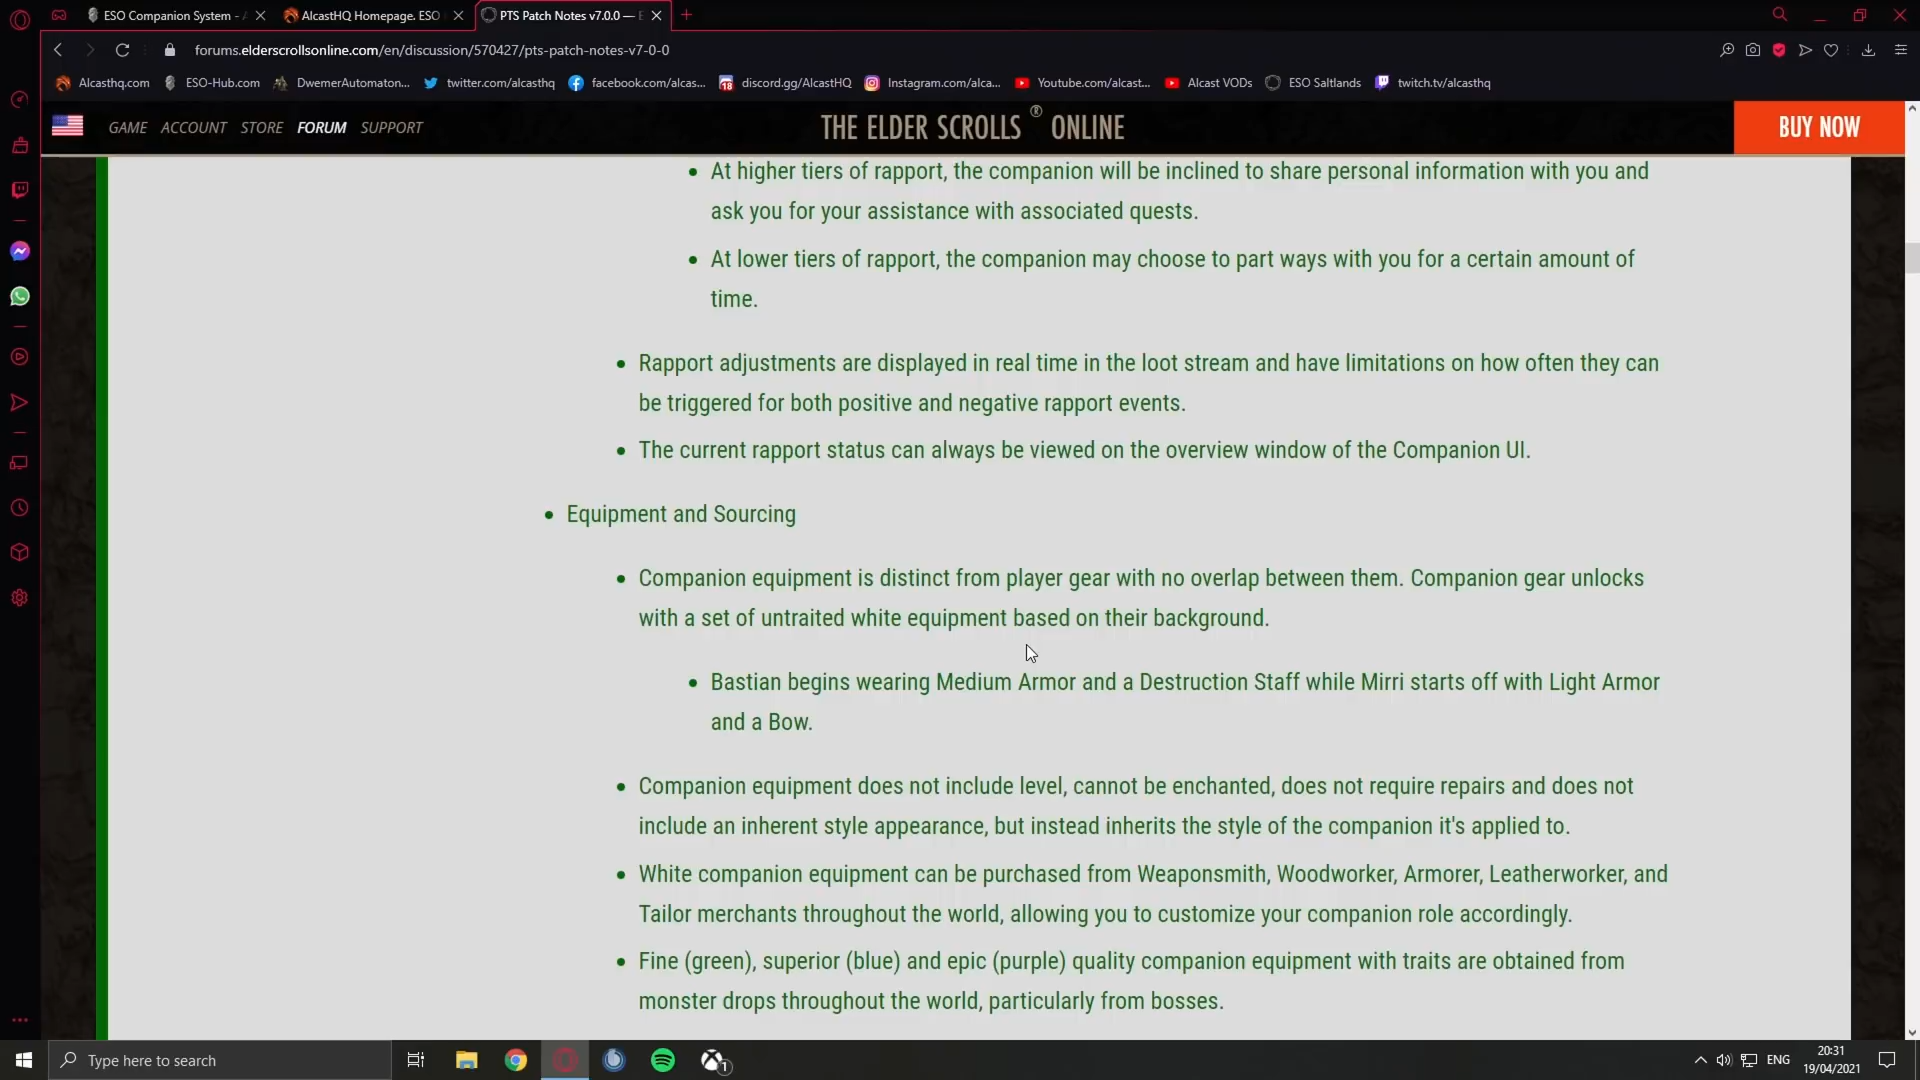 ESO Companion System - A
AlcastHQ Homepage. ESO
PTS Patch Notes v7.0.0 — E
forums.elderscrollsonline.com/en/discussion/570427/pts-patch-notes-v7-0-0
Alcasthq.com
ESO-Hub.com
DwemerAutomaton...
twitter.com/alcasthq
facebook.com/alcas...
18
discord.gg/AlcastHQ
Instagram.com/alca...
Youtube.com/alcast...
Alcast VODs
ESO Saltlands
twitch.tv/alcasthq
GAME ACCOUNT STORE FORUM SUPPORT
THE ELDER SCROLLS ® ONLINE
BUY NOW
At higher tiers of rapport, the companion will be inclined to share personal information with you and
ask you for your assistance with associated quests.
At lower tiers of rapport, the companion may choose to part ways with you for a certain amount of
time.
Rapport adjustments are displayed in real time in the loot stream and have limitations on how often they can
be triggered for both positive and negative rapport events.
The current rapport status can always be viewed on the overview window of the Companion UI.
Equipment and Sourcing
Companion equipment is distinct from player gear with no overlap between them. Companion gear unlocks
with a set of untraited white equipment based on their background.
Bastian begins wearing Medium Armor and a Destruction Staff while Mirri starts off with Light Armor
and a Bow.
Companion equipment does not include level, cannot be enchanted, does not require repairs and does not
include an inherent style appearance, but instead inherits the style of the companion it's applied to.
White companion equipment can be purchased from Weaponsmith, Woodworker, Armorer, Leatherworker, and
Tailor merchants throughout the world, allowing you to customize your companion role accordingly.
Fine (green), superior (blue) and epic (purple) quality companion equipment with traits are obtained from
monster drops throughout the world, particularly from bosses.
Type here to search
1
ENG
20:31
19/04/2021